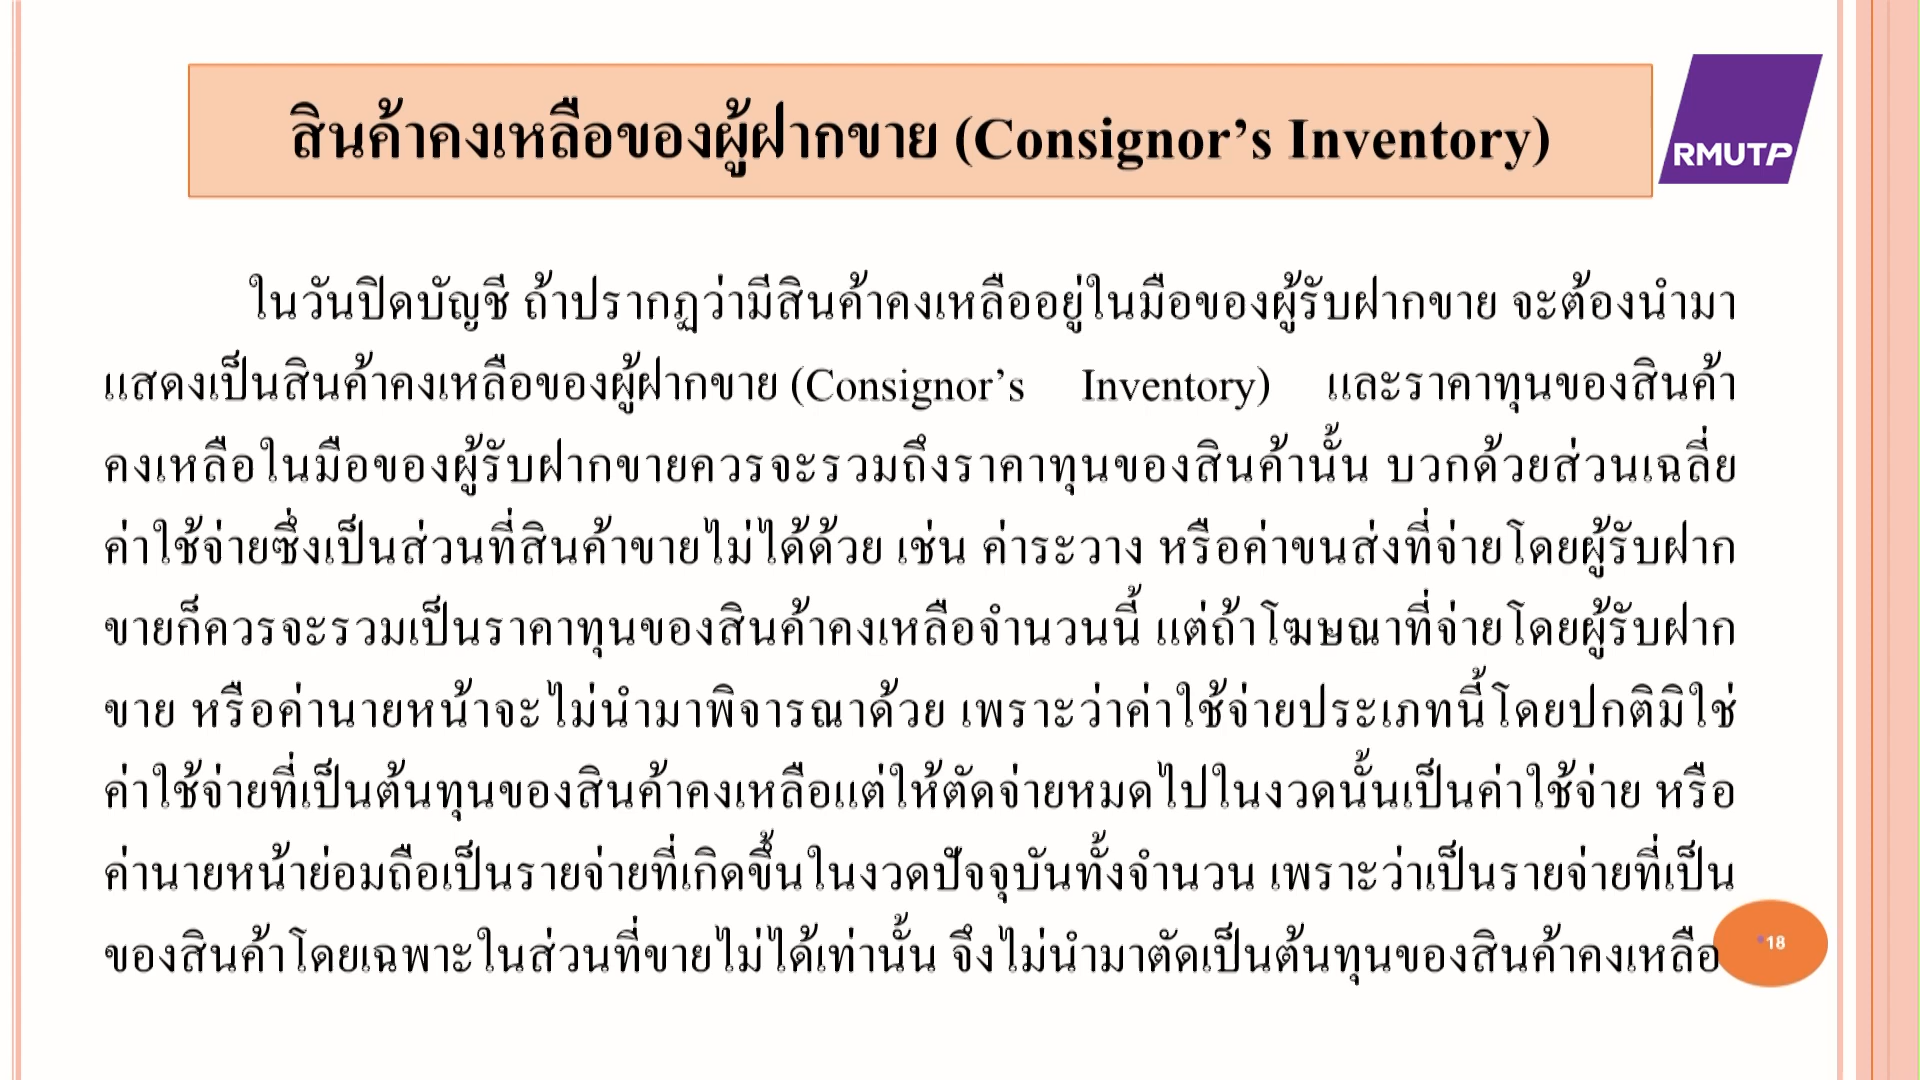 สินค้าคงเหลือของผู้ฝากขาย (Consignor’s Inventory)
RMUTP
ในวันปิดบัญชี ถ้าปรากฏว่ามีสินค้าคงเหลืออยู่ในมือของผู้รับฝากขาย จะต้องนำมา
แสดงเป็นสินค้าคงเหลือของผู้ฝากขาย (Consignor’s Inventory) และราคาทุนของสินค้า
คงเหลือในมือของผู้รับฝากขายควรจะรวมถึงราคาทุนของสินค้านั้น บวกด้วยส่วนเฉลี่ย
ค่าใช้จ่ายซึ่งเป็นส่วนที่สินค้าขายไม่ได้ด้วย เช่น ค่าระวาง หรือค่าขนส่งที่จ่ายโดยผู้รับฝาก
ขายก็ควรจะรวมเป็นราคาทุนของสินค้าคงเหลือจำนวนนี้ แต่ถ้าโฆษณาที่จ่ายโดยผู้รับฝาก
ขาย หรือค่านายหน้าจะไม่นำมาพิจารณาด้วย เพราะว่าค่าใช้จ่ายประเภทนี้โดยปกติมิใช่
ค่าใช้จ่ายที่เป็นต้นทุนของสินค้าคงเหลือแต่ให้ตัดจ่ายหมดไปในงวดนั้นเป็นค่าใช้จ่าย หรือ
ค่านายหน้าย่อมถือเป็นรายจ่ายที่เกิดขึ้นในงวดปัจจุบันทั้งจำนวน เพราะว่าเป็นรายจ่ายที่เป็น
ของสินค้าโดยเฉพาะในส่วนที่ขายไม่ได้เท่านั้น จึงไม่นำมาตัดเป็นต้นทุนของสินค้าคงเหลือ
•18